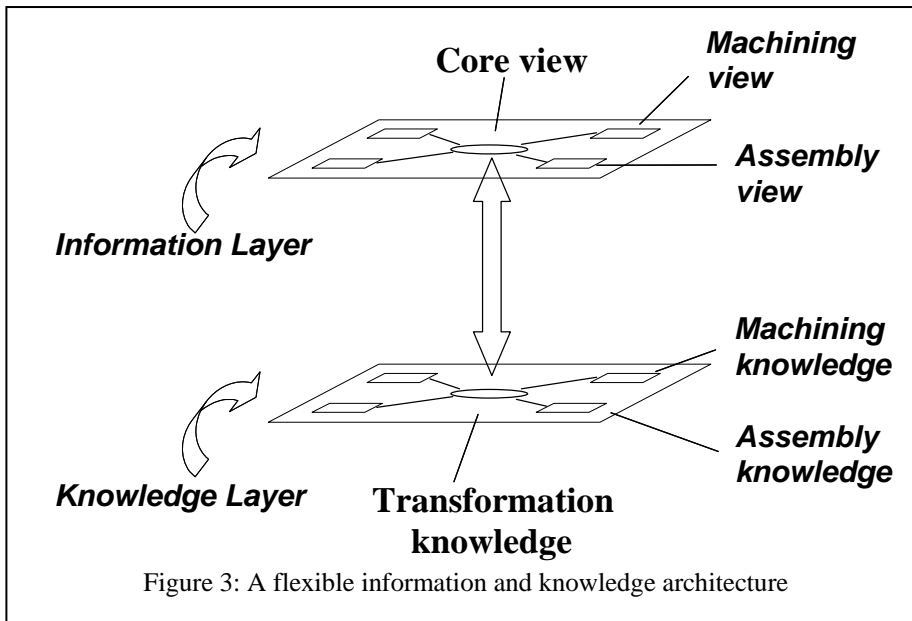 Core view
Machining
view
Assembly
view
Information Layer
Machining
knowledge
Assembly
knowledge
Knowledge Layer
Transformation
knowledge
Figure 3: A flexible information and knowledge architecture